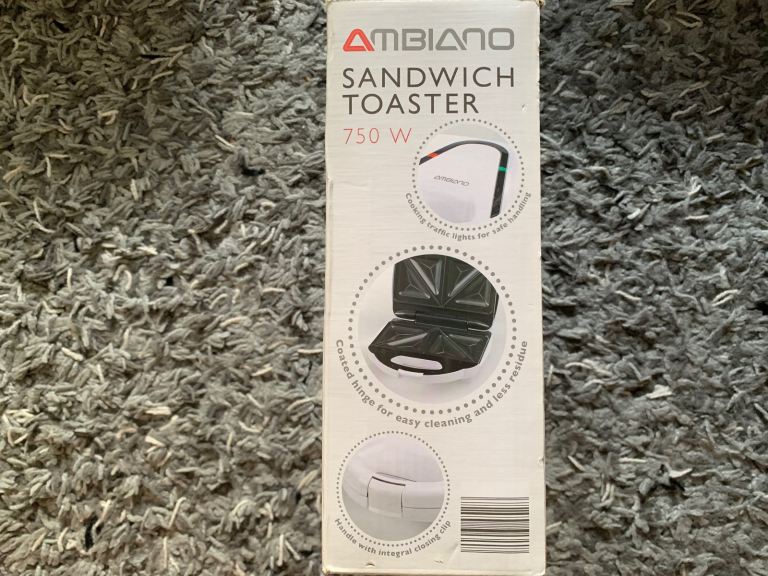 AMBIANO
SANDWICH
TOASTER
750 W
AMBIANO
Cooking traffic lights for safe handling
Coated hinge for easy cleaning and less residue
Handle with integral closing clip